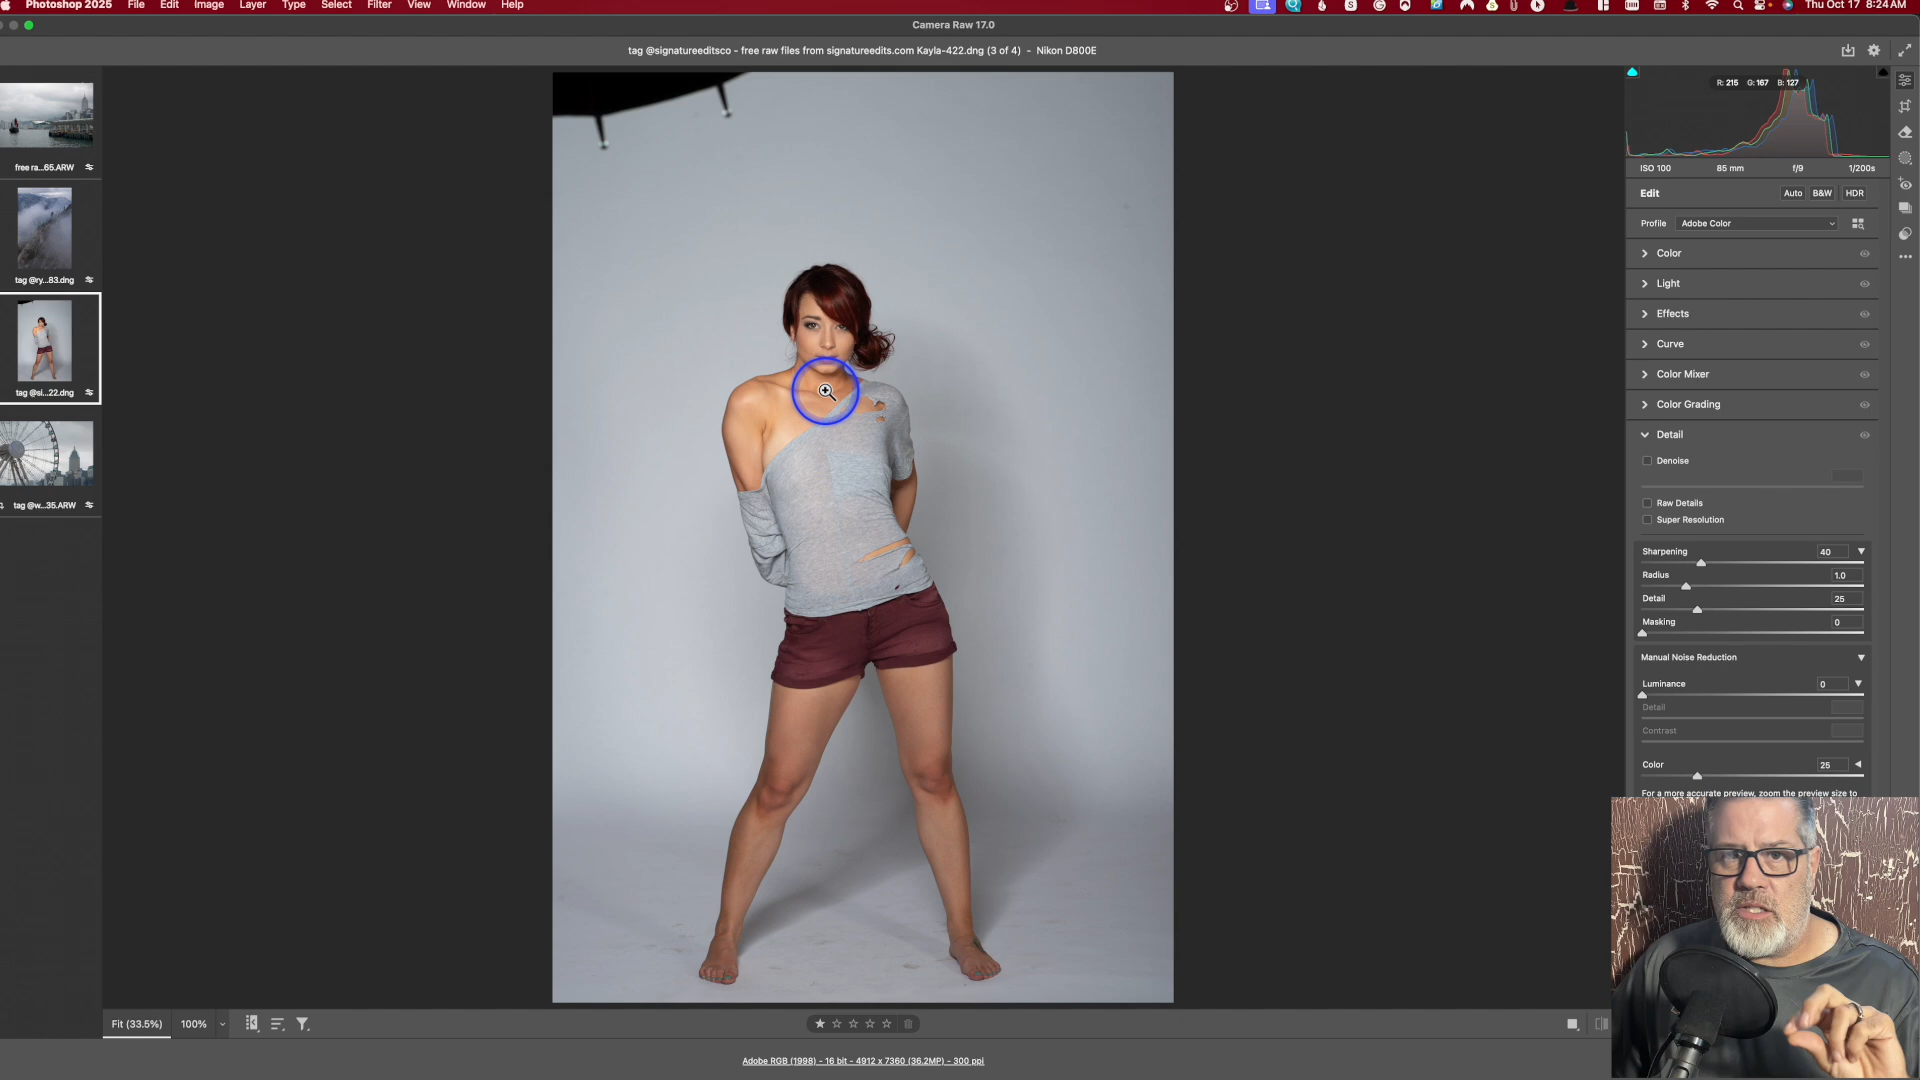 Photoshop 2025 File Edit Image Layer Type Select Filter View Window Help
Thu Oct 17 8:24 AM
Camera Raw 17.0
tag @signatureeditsco - free raw files from signatureedits.com Kayla-422.dng (3 of 4) - Nikon D800E
free ra...65.ARW
tag @ry...83.dng
tag @si...22.dng
tag @w...35.ARW
R: 215 G: 167 B: 127
ISO 100 85 mm f/9 1/200s
Edit Auto B&W HDR
Profile Adobe Color
Color
Light
Effects
Curve
Color Mixer
Color Grading
Detail
Denoise
Raw Details
Super Resolution
Sharpening 40
Radius 1.0
Detail 25
Masking 0
Manual Noise Reduction
Luminance 0
Detail
Contrast
Color 25
For a more accurate preview, zoom the preview size to
Fit (33.5%) 100%
Adobe RGB (1998) - 16 bit - 4912 x 7360 (36.2MP) - 300 ppi